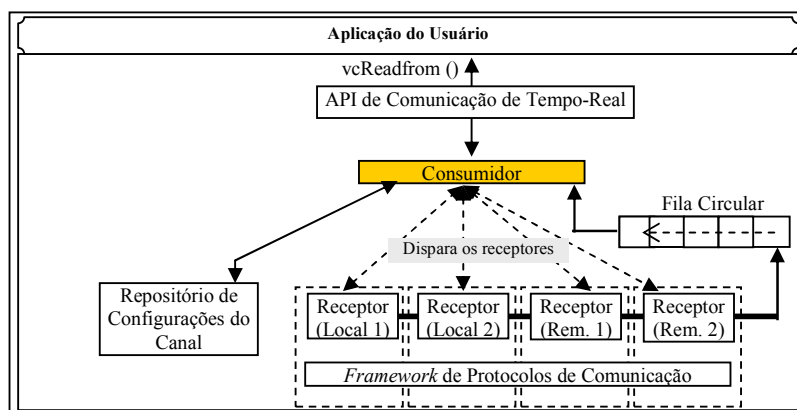 Aplicação do Usuário
vcReadfrom ()
API de Comunicação de Tempo-Real
Consumidor
Fila Circular
Dispara os receptores
Repositório de
Configurações do
Canal
Receptor
(Local 1)
Receptor
(Local 2)
Receptor
(Rem. 1)
Receptor
(Rem. 2)
Framework de Protocolos de Comunicação